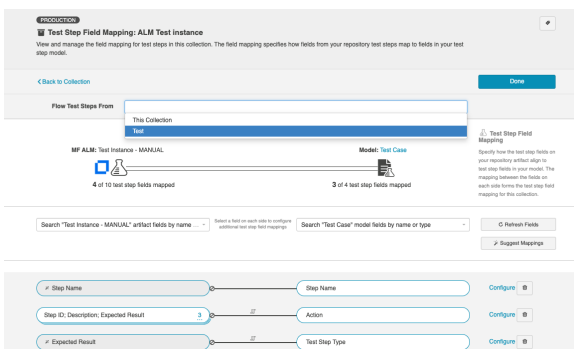 PRODUCTION
Test Step Field Mapping: ALM Test instance
View and manage the field mapping for test steps in this collection. The field mapping specifies how fields from your repository test steps map to fields in your test
step model.
Back to Collection
Done
Flow Test Steps From
This Collection
Test
MF ALM: Test Instance - MANUAL
Model: Test Case
4 of 10 test step fields mapped
3 of 4 test step fields mapped
Test Step Field
Mapping
Specify how the test step fields on
your repository artifact align to
test step fields in your model. The
mapping between the fields on
each side forms the test step field
mapping for this collection.
Search "Test Instance - MANUAL" artifact fields by name ...
Select a field on each side to configure
additional test step field mappings
Search "Test Case" model fields by name or type
Refresh Fields
Suggest Mappings
Step Name
Step Name
Configure
Step ID; Description; Expected Result 3
Action
Configure
Expected Result
Test Step Type
Configure